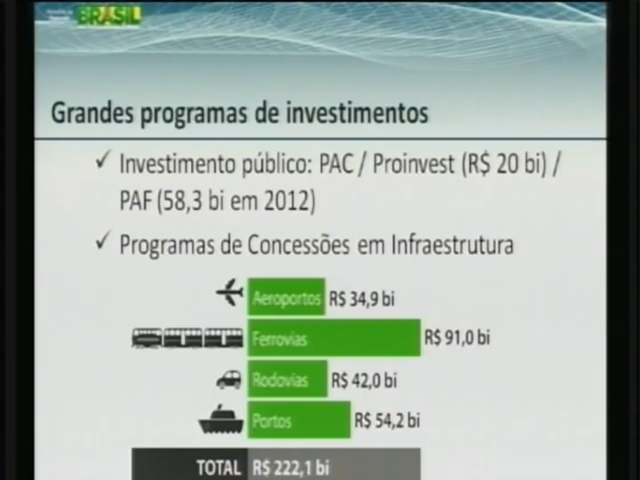 BRASIL
Grandes programas de investimentos
✓ Investimento público: PAC / Proinvest (R$ 20 bi) /
PAF (58,3 bi em 2012)
✓ Programas de Concessões em Infraestrutura
Aeroportos R$ 34,9 bi
Ferrovias R$ 91,0 bi
Rodovias R$ 42,0 bi
Portos R$ 54,2 bi
TOTAL R$ 222,1 bi